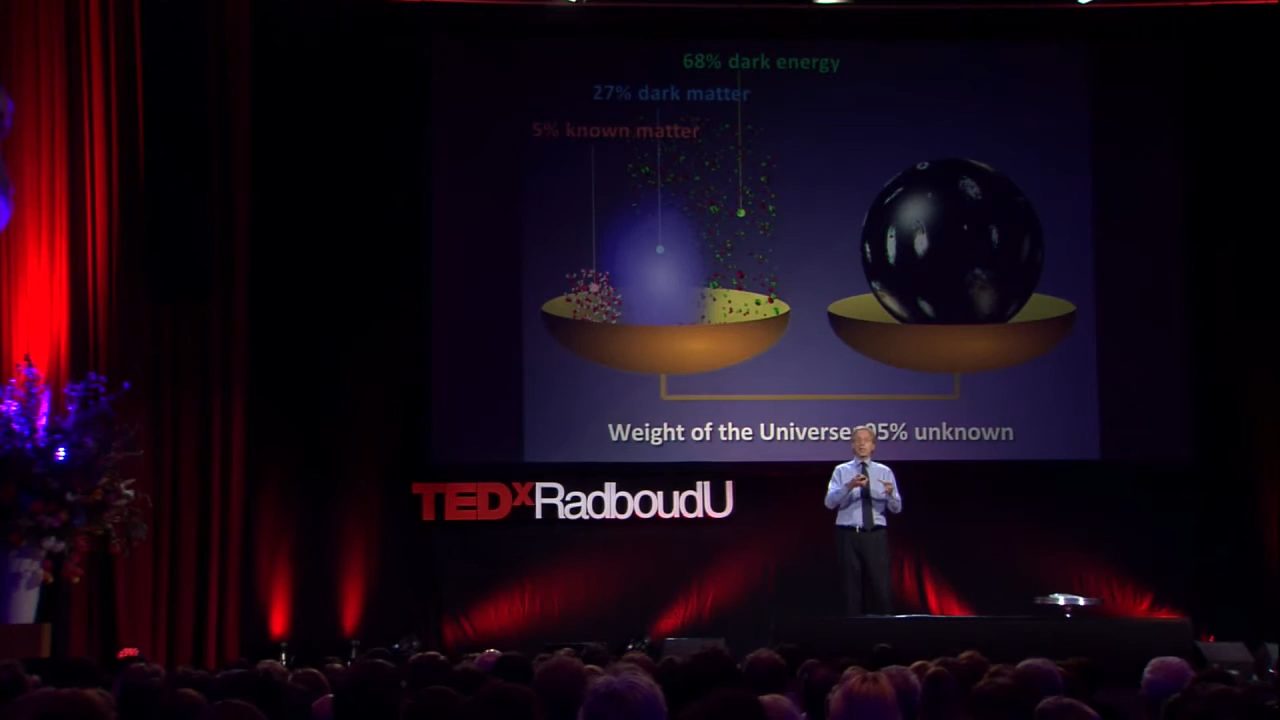 68% dark energy
27% dark matter
5% known matter
Weight of the Universe: 95% unknown
TEDxRadboudU